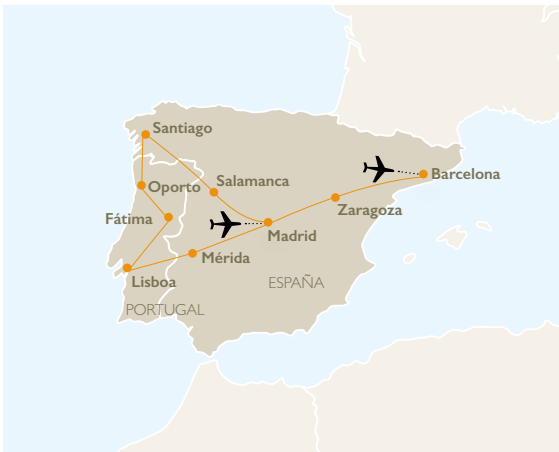 Santiago
Barcelona
Salamanca
Oporto
Zaragoza
Fátima
Madrid
Mérida
Lisboa
ESPAÑA
PORTUGAL